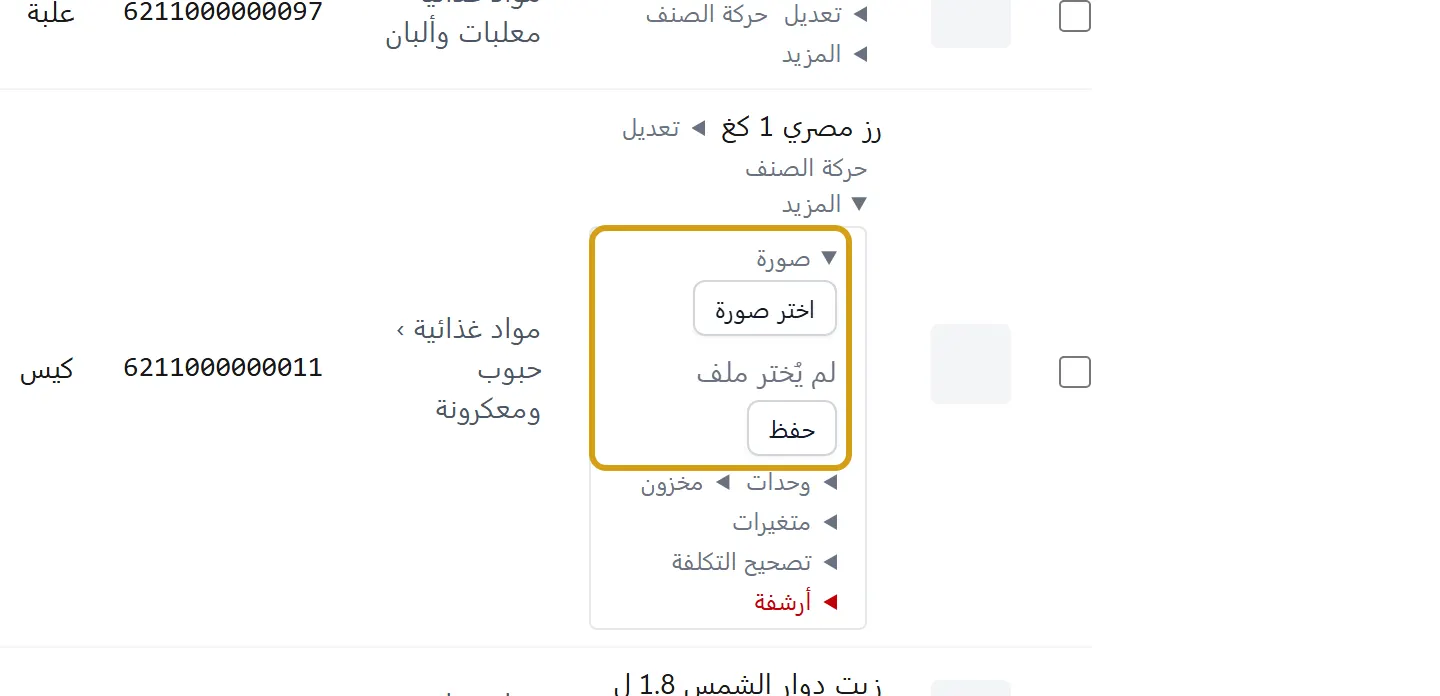 تعديل حركة الصنف
المزيد
معلبات وألبان
6211000000097
علبة
رز مصري 1 كغ تعديل
حركة الصنف
المزيد
صورة
اختر صورة
لم يُختر ملف
حفظ
وحدات مخزون
متغيرات
تصحيح التكلفة
أرشفة
مواد غذائية ›
حبوب
ومعكرونة
6211000000011
كيس
زيت دوار الشمس 1.8 ل